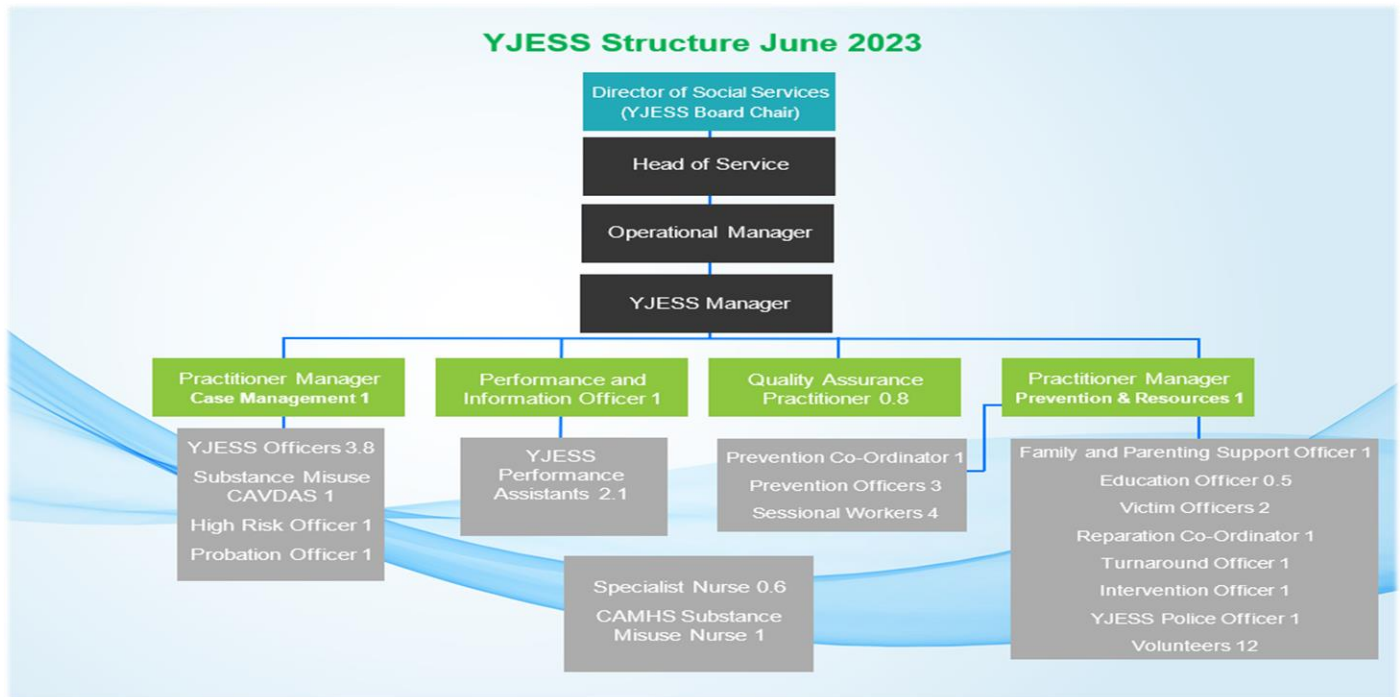 YJESS Structure June 2023
Director of Social Services
(YJESS Board Chair)
Head of Service
Operational Manager
YJESS Manager
Practitioner Manager
Case Management 1
Performance and
Information Officer 1
Quality Assurance
Practitioner 0.8
Practitioner Manager
Prevention & Resources 1
YJESS Officers 3.8
Substance Misuse
CAVDAS 1
High Risk Officer 1
Probation Officer 1
YJESS
Performance
Assistants 2.1
Prevention Co-Ordinator 1
Prevention Officers 3
Sessional Workers 4
Family and Parenting Support Officer 1
Education Officer 0.5
Victim Officers 2
Reparation Co-Ordinator 1
Turnaround Officer 1
Intervention Officer 1
YJESS Police Officer 1
Volunteers 12
Specialist Nurse 0.6
CAMHS Substance
Misuse Nurse 1